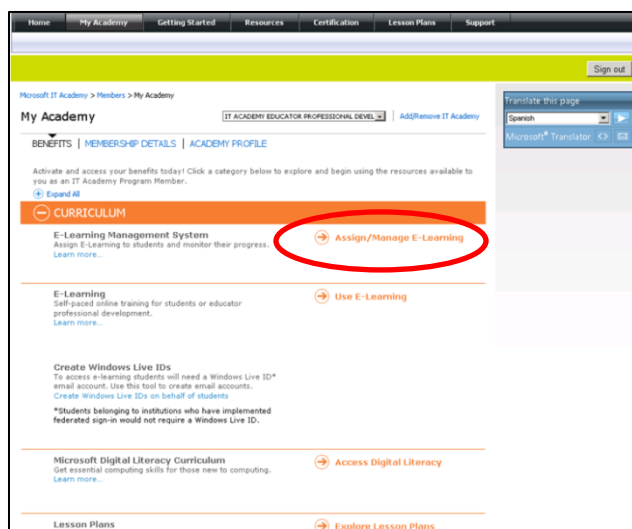 Home My Academy Getting Started Resources Certification Lesson Plans Support
Sign out
Microsoft IT Academy > Members > My Academy
My Academy
IT ACADEMY EDUCATOR PROFESSIONAL DEVEL
Add/Remove IT Academy
Translate this page
Spanish
Microsoft® Translator <>
BENEFITS | MEMBERSHIP DETAILS | ACADEMY PROFILE
Activate and access your benefits today! Click a category below to explore and begin using the resources available to
you as an IT Academy Program Member.
Expand All
CURRICULUM
E-Learning Management System
Assign E-Learning to students and monitor their progress.
Learn more...
Assign/Manage E-Learning
E-Learning
Self-paced online training for students or educator
professional development.
Learn more...
Use E-Learning
Create Windows Live IDs
To access e-learning students will need a Windows Live ID*
email account. Use this tool to create email accounts.
Create Windows Live IDs on behalf of students
*Students belonging to institutions who have implemented
federated sign-in would not require a Windows Live ID.
Microsoft Digital Literacy Curriculum
Get essential computing skills for those new to computing.
Learn more...
Access Digital Literacy
Lesson Plans
Explore Lesson Plans